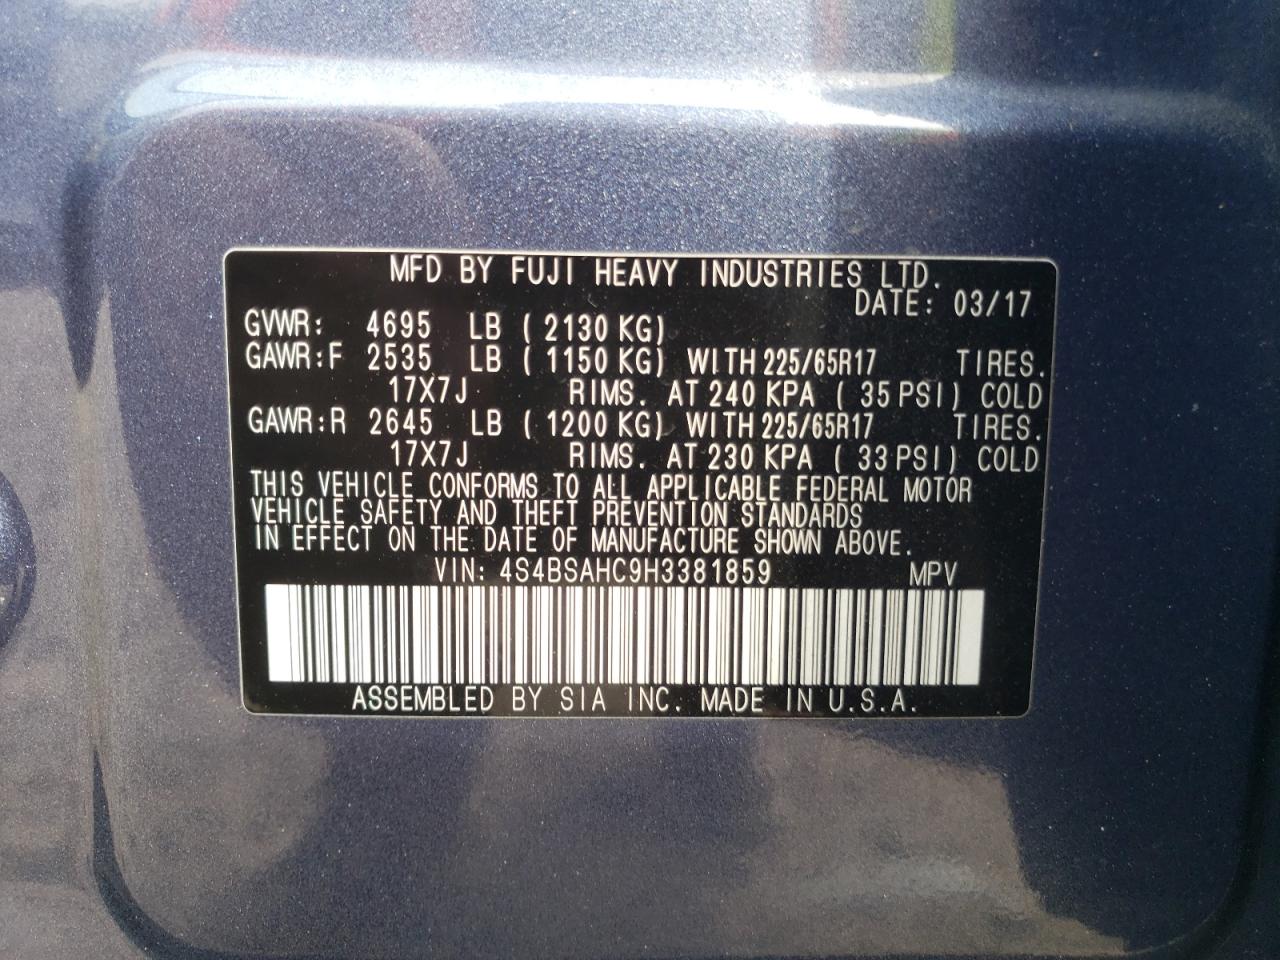 MFD BY FUJI HEAVY INDUSTRIES LTD.
DATE: 03/17
GVWR: 4695 LB ( 2130 KG)
GAWR:F 2535 LB ( 1150 KG) WITH 225/65R17 TIRES.
17X7J RIMS. AT 240 KPA ( 35 PSI) COLD
GAWR:R 2645 LB ( 1200 KG) WITH 225/65R17 TIRES.
17X7J RIMS. AT 230 KPA ( 33 PSI) COLD
THIS VEHICLE CONFORMS TO ALL APPLICABLE FEDERAL MOTOR
VEHICLE SAFETY AND THEFT PREVENTION STANDARDS
IN EFFECT ON THE DATE OF MANUFACTURE SHOWN ABOVE.
VIN: 4S4BSAHC9H3381859 MPV
ASSEMBLED BY SIA INC. MADE IN U.S.A.